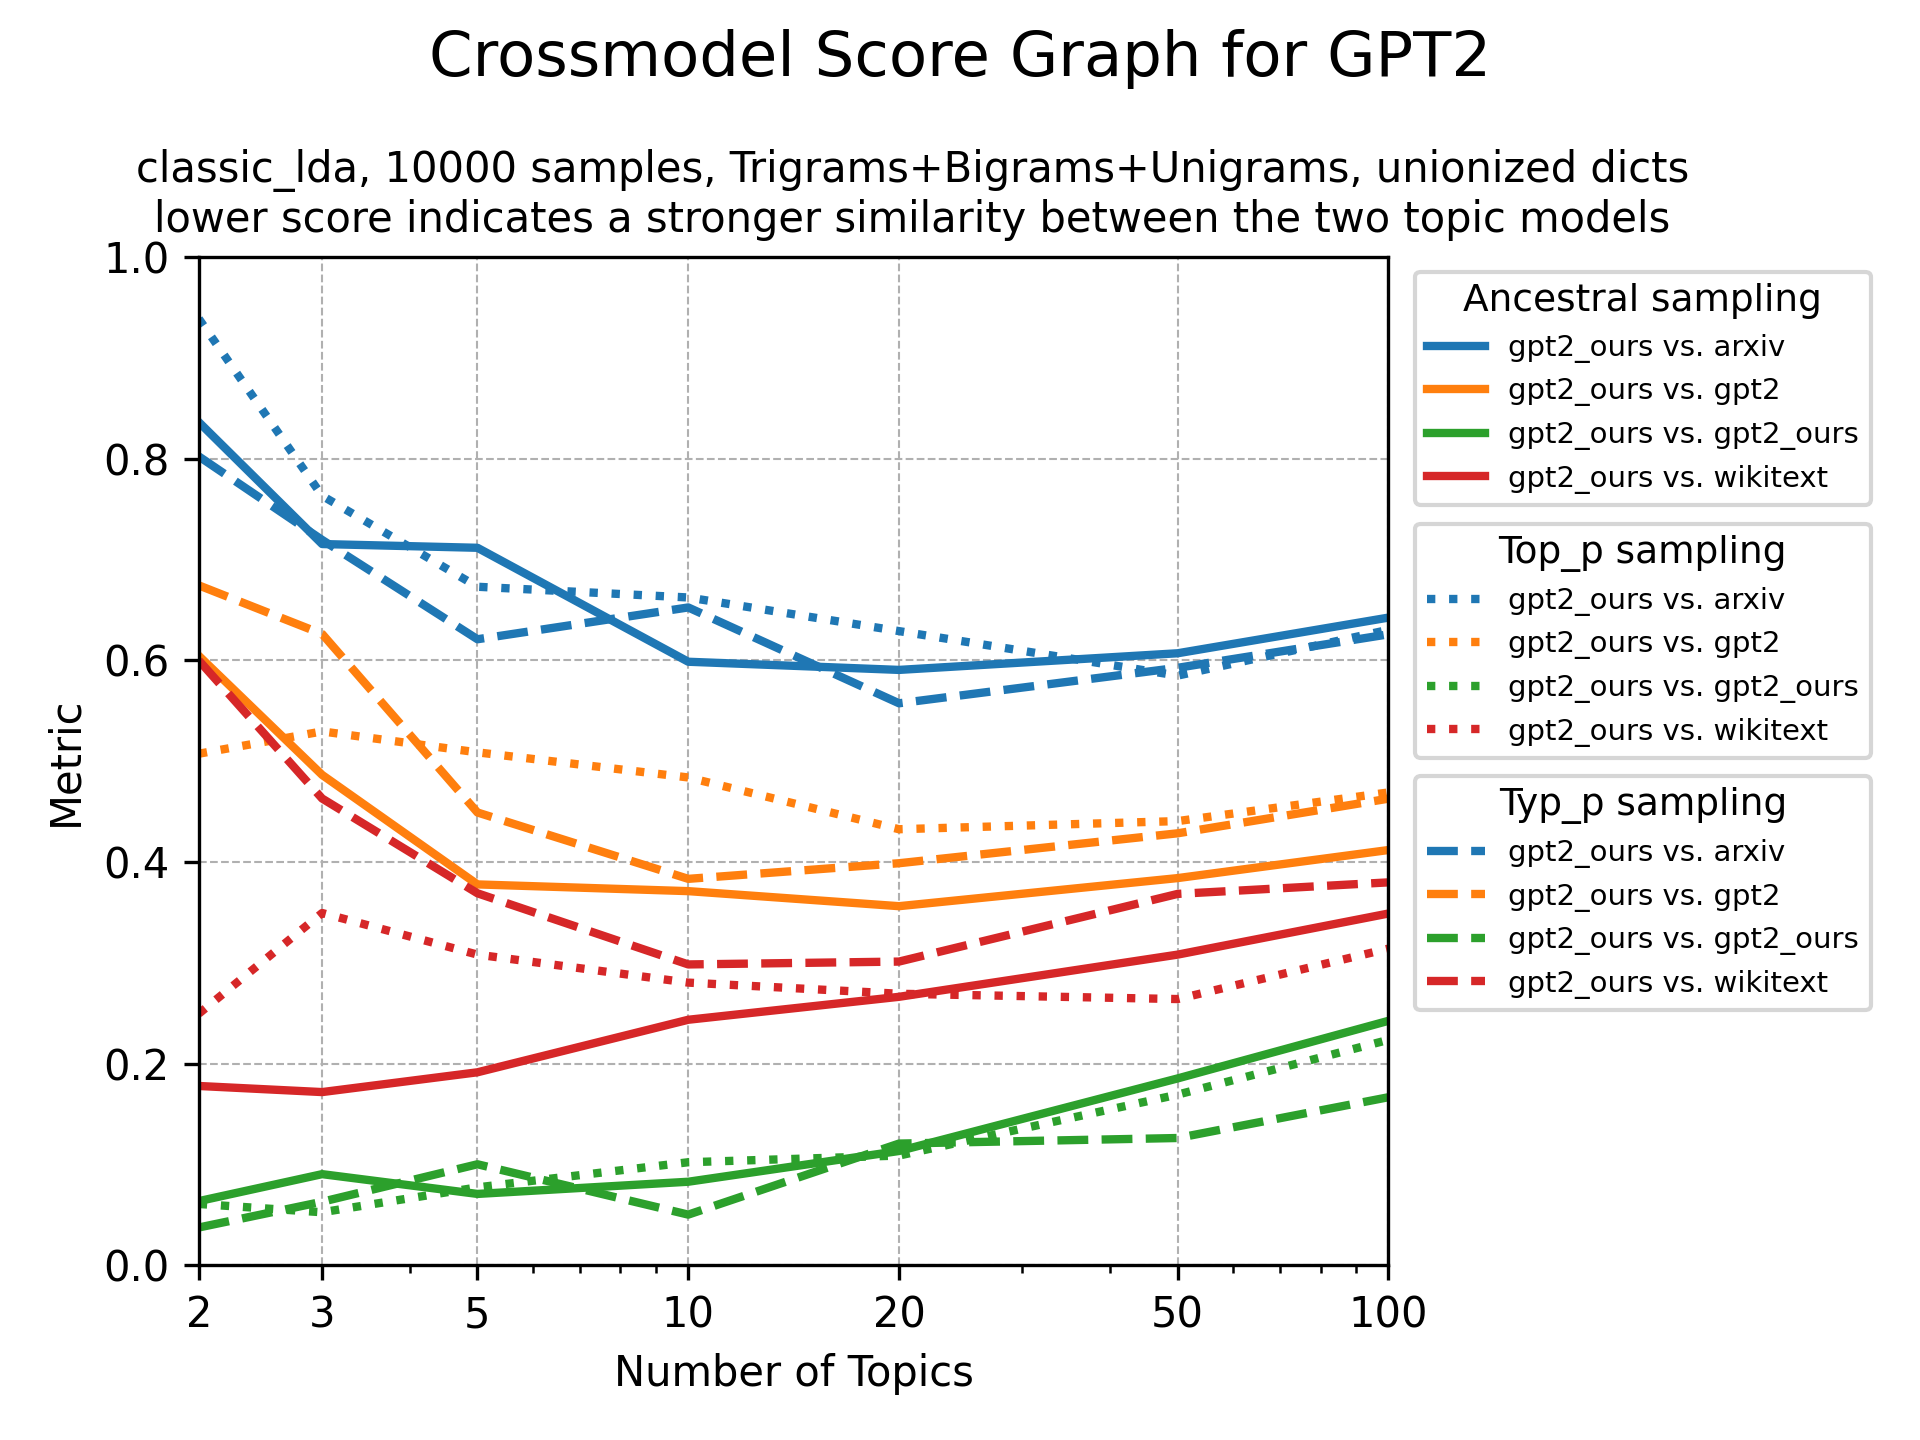 Crossmodel Score Graph for GPT2
classic_lda, 10000 samples, Trigrams+Bigrams+Unigrams, unionized dicts
lower score indicates a stronger similarity between the two topic models
1.0
0.8
0.6
0.4
0.2
0.0
Metric
2 3 5 10 20 50 100
Number of Topics
Ancestral sampling
gpt2_ours vs. arxiv
gpt2_ours vs. gpt2
gpt2_ours vs. gpt2_ours
gpt2_ours vs. wikitext
Top_p sampling
gpt2_ours vs. arxiv
gpt2_ours vs. gpt2
gpt2_ours vs. gpt2_ours
gpt2_ours vs. wikitext
Typ_p sampling
gpt2_ours vs. arxiv
gpt2_ours vs. gpt2
gpt2_ours vs. gpt2_ours
gpt2_ours vs. wikitext